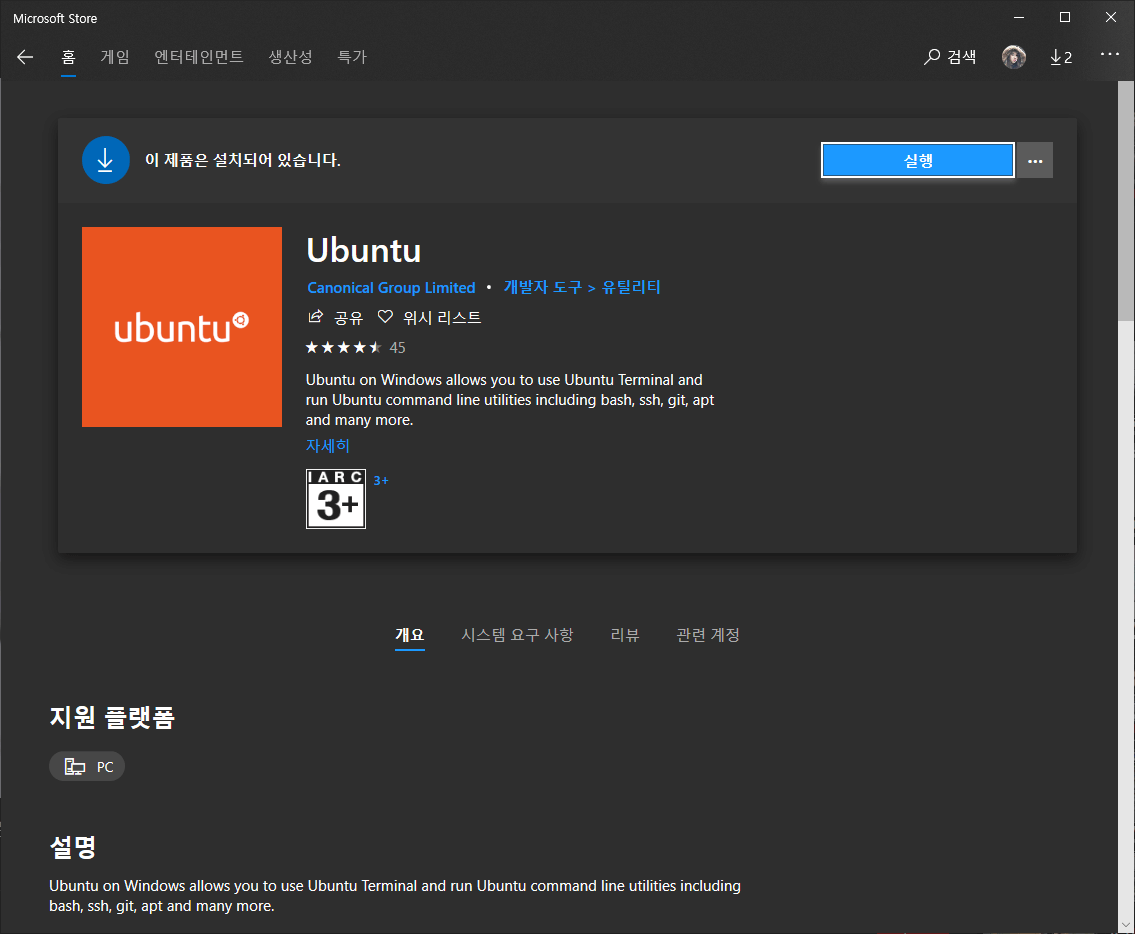 Microsoft Store
홈 게임 엔터테인먼트 생산성 특가 검색 2
이 제품은 설치되어 있습니다. 실행
ubuntu
Ubuntu
Canonical Group Limited • 개발자 도구 > 유틸리티
공유 위시 리스트
45
Ubuntu on Windows allows you to use Ubuntu Terminal and
run Ubuntu command line utilities including bash, ssh, git, apt
and many more.
자세히
IARC
3+
3+
개요 시스템 요구 사항 리뷰 관련 계정
지원 플랫폼
PC
설명
Ubuntu on Windows allows you to use Ubuntu Terminal and run Ubuntu command line utilities including
bash, ssh, git, apt and many more.